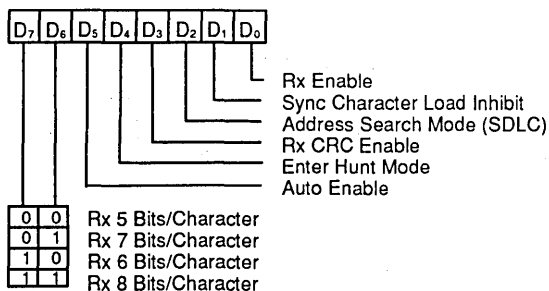 D7 D6 D5 D4 D3 D2 D1 D0
Rx Enable
Sync Character Load Inhibit
Address Search Mode (SDLC)
Rx CRC Enable
Enter Hunt Mode
Auto Enable
0 0 Rx 5 Bits/Character
0 1 Rx 7 Bits/Character
1 0 Rx 6 Bits/Character
1 1 Rx 8 Bits/Character